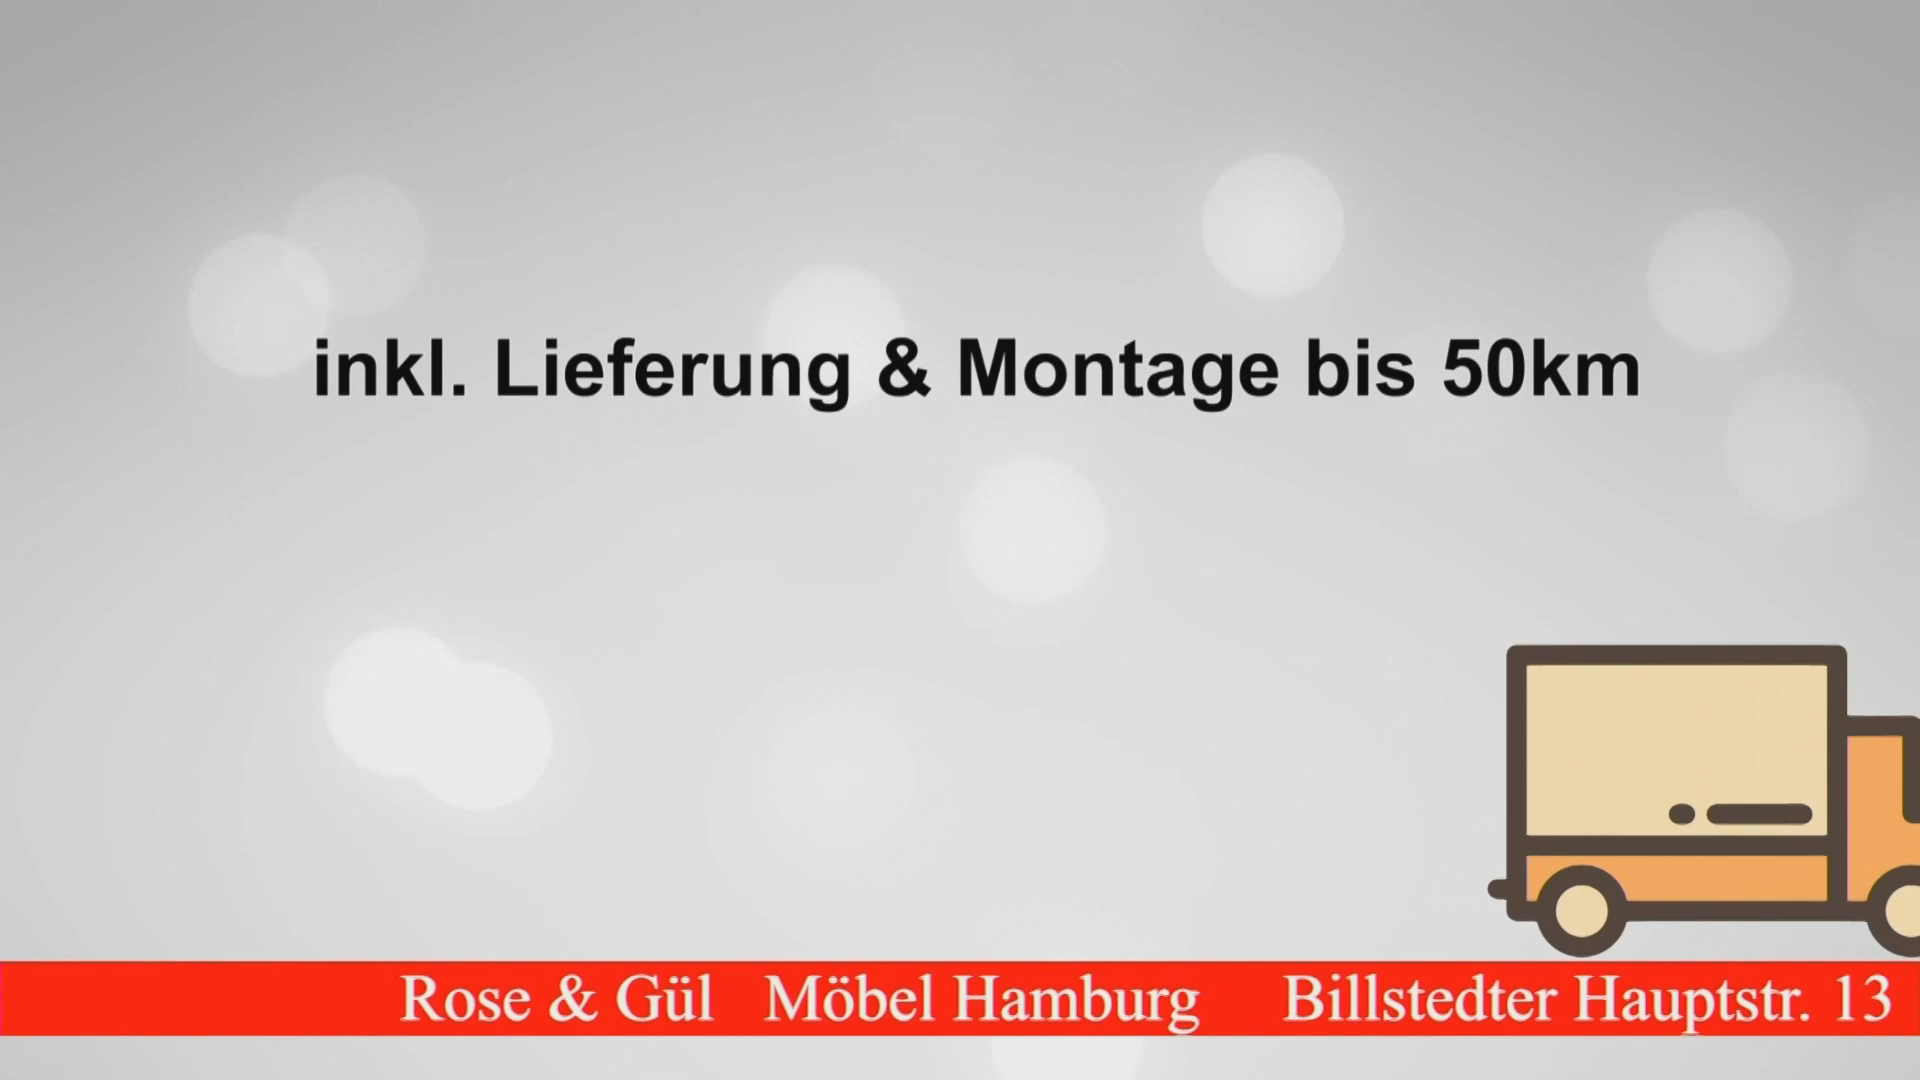 inkl. Lieferung & Montage bis 50km
Rose & Gül Möbel Hamburg Billstedter Hauptstr. 13